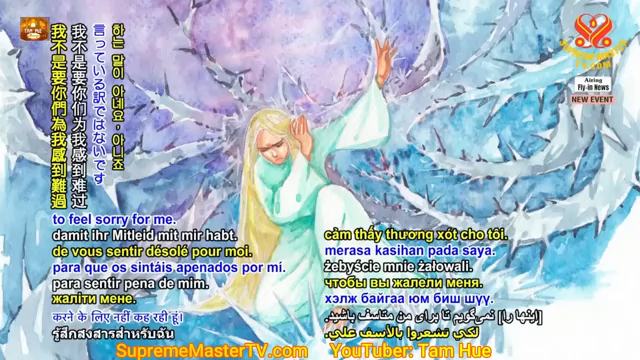 SUPREME MASTER
TV.COM
Airing
Fly-in News
NEW EVENT
하는 말이 아녜요, 아니죠
言っている訳ではないです
我不是要你们为我感到难过
我不是要你們為我感到難過
to feel sorry for me.
damit ihr Mitleid mit mir habt.
de vous sentir désolé pour moi.
para que os sintáis apenados por mí.
para sentir pena de mim.
жаліти мене.
करने के लिए नहीं कह रही हूं।
รู้สึกสงสารสำหรับฉัน
cảm thấy thương xót cho tôi.
merasa kasihan pada saya.
żebyście mnie żałowali.
чтобы вы жалели меня.
хэлж байгаа юм биш шүү.
[اینها را] نمی‌گویم تا برای من متاسف باشید.
لكي تشعروا بالأسف علي.
SupremeMasterTV.com
YouTuber: Tam Hue